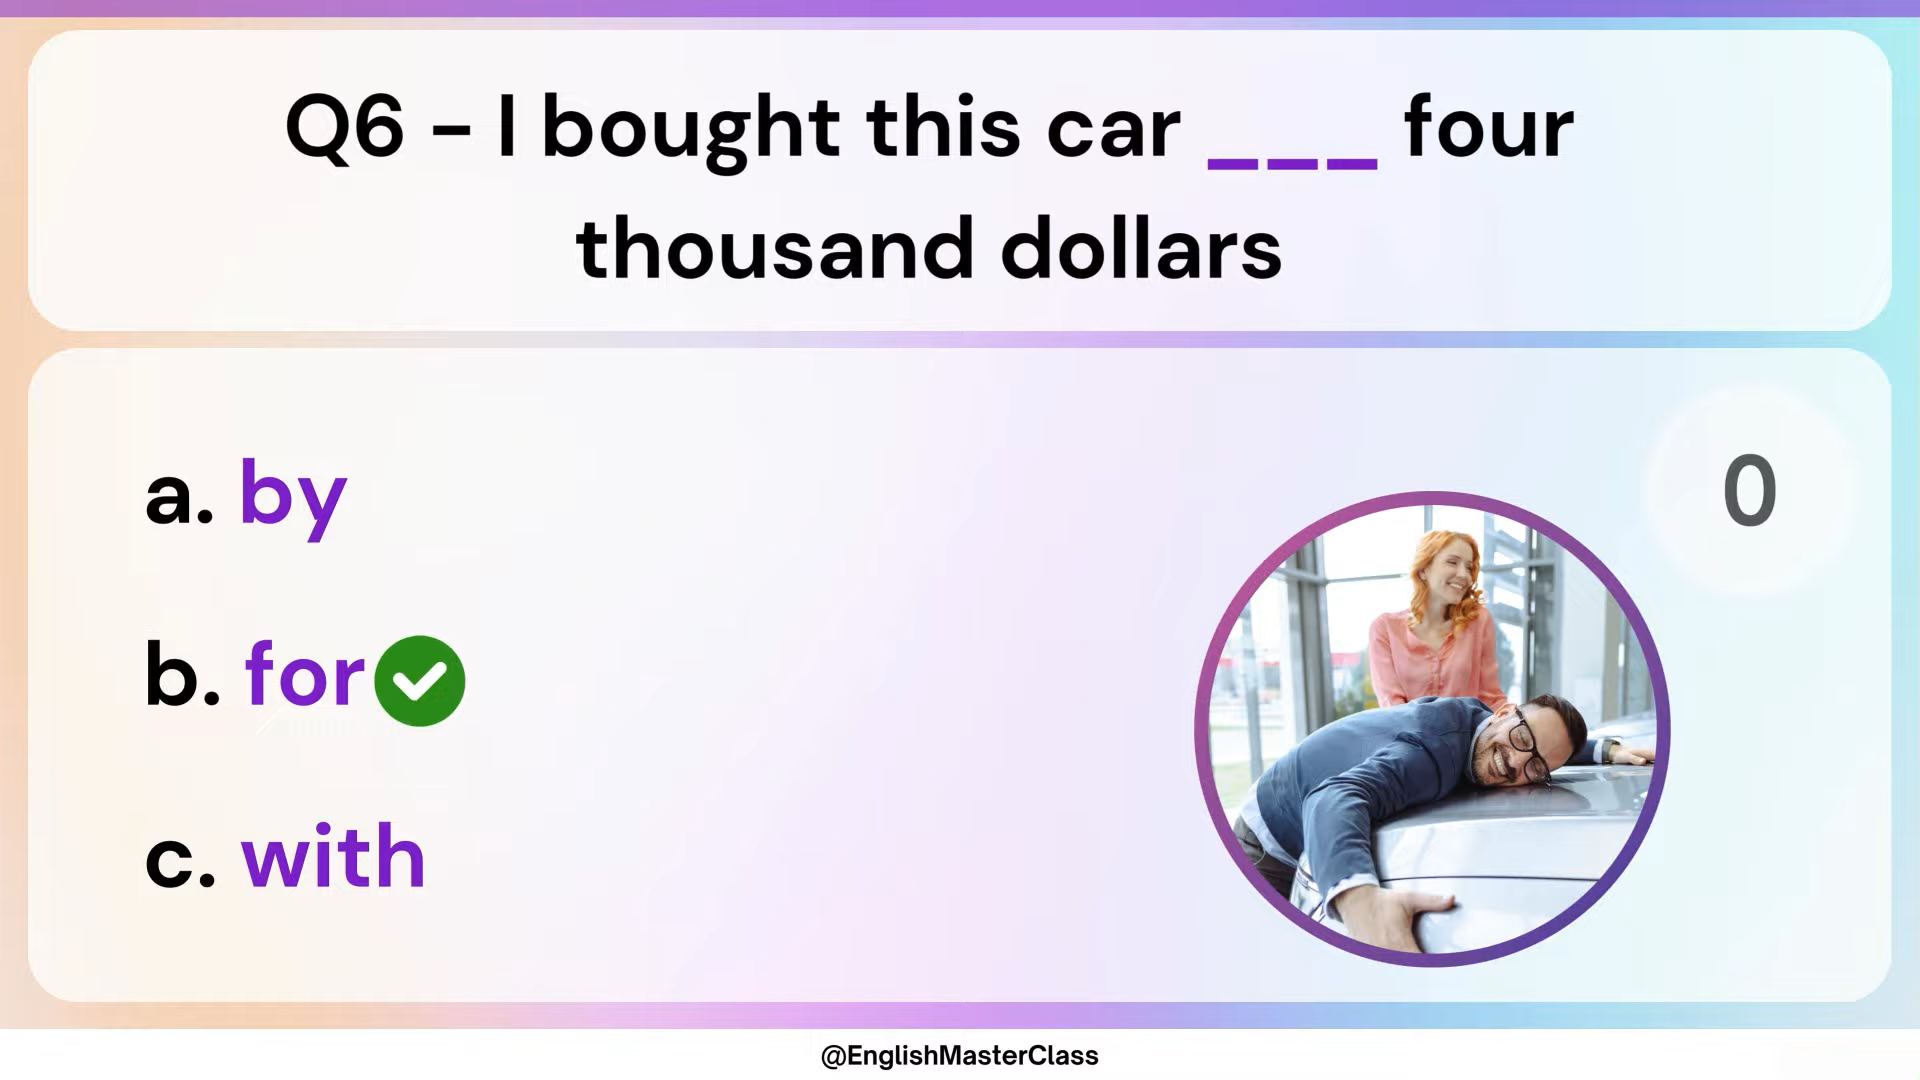 Q6 – I bought this car ___ four
thousand dollars
a. by
0
b. for
c. with
@EnglishMasterClass